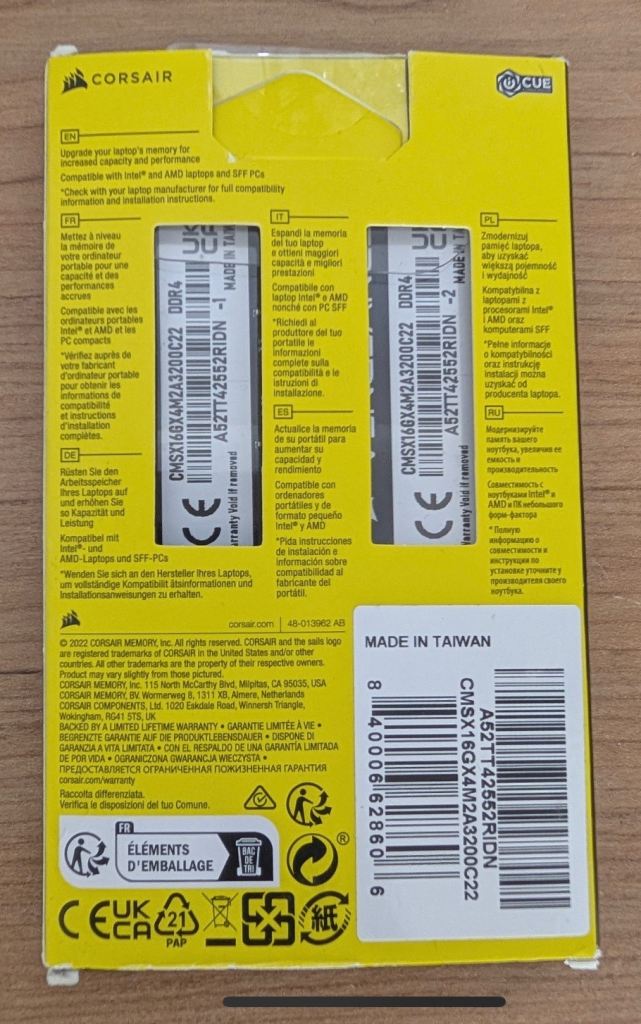 CORSAIR
iCUE
EN
Upgrade your laptop's memory for
increased capacity and performance
Compatible with Intel® and AMD laptops and SFF PCs
*Check with your laptop manufacturer for full compatibility
information and installation instructions.
FR
Mettez à niveau
la mémoire de
votre ordinateur
portable pour une
capacité et des
performances
accrues
Compatible avec les
ordinateurs portables
Intel® et AMD et les
PC compacts
*Vérifiez auprès de
votre fabricant
d'ordinateur portable
pour obtenir les
informations de
compatibilité
et instructions
d'installation
complètes.
DE
Rüsten Sie den
Arbeitsspeicher
Ihres Laptops auf
und erhöhen Sie
so Kapazität und
Leistung
Kompatibel mit
Intel®- und
AMD-Laptops und SFF-PCs
*Wenden Sie sich an den Hersteller Ihres Laptops,
um vollständige Kompatibilit ätsinformationen und
Installationsanweisungen zu erhalten.
UK
CA
MADE IN TAI
CMSX16GX4M2A3200C22 DDR4
A52TT42552RIDN -1
CE
arranty Void if removed
IT
Espandi la memoria
del tuo laptop
e ottieni maggiori
capacità e migliori
prestazioni
Compatibile con
laptop Intel® o AMD
nonché con PC SFF
*Richiedi al
produttore del tuo
portatile le
informazioni
complete sulla
compatibilità e le
istruzioni di
installazione.
ES
Actualice la memoria
de su portátil para
aumentar su
capacidad y
rendimiento
Compatible con
ordenadores
portátiles y de
formato pequeño
Intel® y AMD
*Pida instrucciones
de instalación e
información sobre
compatibilidad al
fabricante del
portátil.
UK
CA
MADE IN T
CMSX16GX4M2A3200C22 DDR4
A52TT42552RIDN -2
CE
arranty Void if removed
PL
Zmodernizuj
pamięć laptopa,
aby uzyskać
większą pojemność
i wydajność
Kompatybilna z
laptopami z
procesorami Intel®
i AMD oraz
komputerami SFF
*Pełne informacje
o kompatybilności
oraz instrukcję
instalacji można
uzyskać od
producenta laptopa.
RU
Модернизируйте
память вашего
ноутбука, увеличив ее
емкость и
производительность
Совместимость с
ноутбуками Intel® и
AMD и ПК небольшого
форм-фактора
* Полную
информацию о
совместимости и
инструкции по
установке уточните у
производителя своего
ноутбука.
corsair.com | 48-013962 AB
© 2022 CORSAIR MEMORY, Inc. All rights reserved. CORSAIR and the sails logo
are registered trademarks of CORSAIR in the United States and/or other
countries. All other trademarks are the property of their respective owners.
Product may vary slightly from those pictured.
CORSAIR MEMORY, Inc. 115 North McCarthy Blvd, Milpitas, CA 95035, USA
CORSAIR MEMORY, BV. Wormerweg 8, 1311 XB, Almere, Netherlands
CORSAIR COMPONENTS, Ltd. 1020 Eskdale Road, Winnersh Triangle,
Wokingham, RG41 5TS, UK
BACKED BY A LIMITED LIFETIME WARRANTY • GARANTIE LIMITÉE À VIE •
BEGRENZTE GARANTIE AUF DIE PRODUKTLEBENSDAUER • DISPONE DI
GARANZIA A VITA LIMITATA • CON EL RESPALDO DE UNA GARANTÍA LIMITADA
DE POR VIDA • OGRANICZONA GWARANCJA WIECZYSTA •
ПРЕДОСТАВЛЯЕТСЯ ОГРАНИЧЕННАЯ ПОЖИЗНЕННАЯ ГАРАНТИЯ
corsair.com/warranty
Raccolta differenziata.
Verifica le disposizioni del tuo Comune.
FR
ÉLÉMENTS
D'EMBALLAGE
BAC
DE
TRI
®
CE
UK
CA
21
PAP
紙
MADE IN TAIWAN
A52TT42552RIDN
CMSX16GX4M2A3200C22
8 40006 62860 6